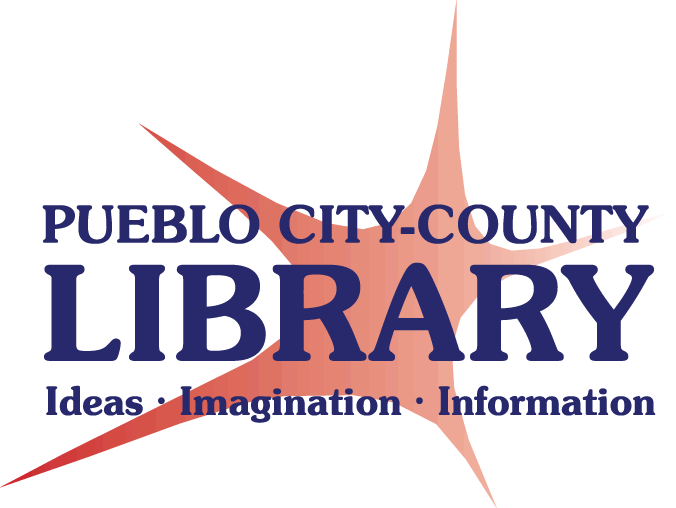 PUEBLO CITY-COUNTY
LIBRARY
Ideas · Imagination · Information